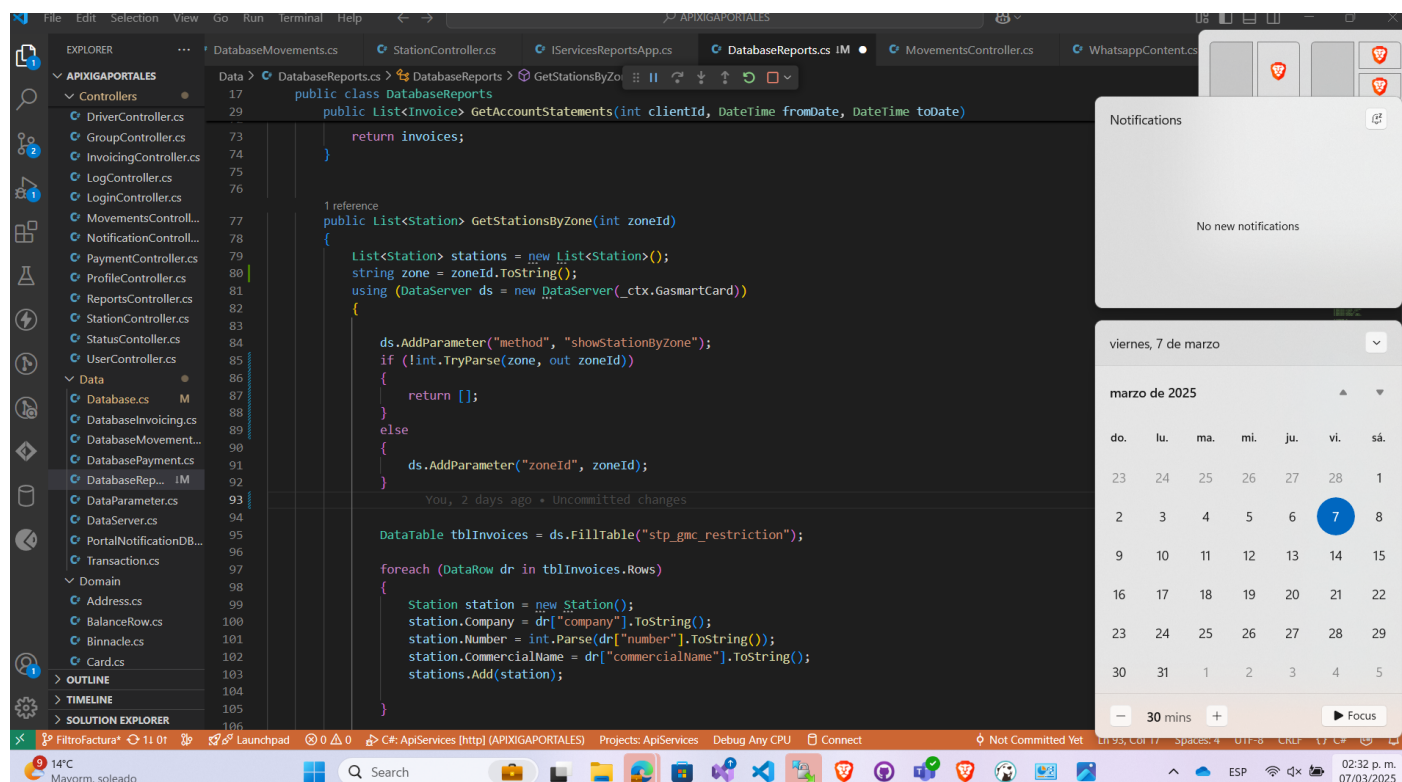 File Edit Selection View Go Run Terminal Help
APIXIGAPORTALES
EXPLORER
APIXIGAPORTALES
Controllers
DriverController.cs
GroupController.cs
InvoicingController.cs
LogController.cs
LoginController.cs
MovementsControll...
NotificationControll...
PaymentController.cs
ProfileController.cs
ReportsController.cs
StationController.cs
StatusContoller.cs
UserController.cs
Data
Database.cs M
DatabaseInvoicing.cs
DatabaseMovement...
DatabasePayment.cs
DatabaseRep... 1M
DataParameter.cs
DataServer.cs
PortalNotificationDB...
Transaction.cs
Domain
Address.cs
BalanceRow.cs
Binnacle.cs
Card.cs
OUTLINE
TIMELINE
SOLUTION EXPLORER
DatabaseMovements.cs StationController.cs IServicesReportsApp.cs DatabaseReports.cs 1M MovementsController.cs WhatsappContent.cs
Data > DatabaseReports.cs > DatabaseReports > GetStationsByZo
17 public class DatabaseReports
29 public List<Invoice> GetAccountStatements(int clientId, DateTime fromDate, DateTime toDate)
73 return invoices;
74 }
75
76
1 reference
77 public List<Station> GetStationsByZone(int zoneId)
78 {
79 List<Station> stations = new List<Station>();
80 string zone = zoneId.ToString();
81 using (DataServer ds = new DataServer(_ctx.GasmartCard))
82 {
83
84 ds.AddParameter("method", "showStationByZone");
85 if (!int.TryParse(zone, out zoneId))
86 {
87 return [];
88 }
89 else
90 {
91 ds.AddParameter("zoneId", zoneId);
92 }
93 You, 2 days ago • Uncommitted changes
94
95 DataTable tblInvoices = ds.FillTable("stp_gmc_restriction");
96
97 foreach (DataRow dr in tblInvoices.Rows)
98 {
99 Station station = new Station();
100 station.Company = dr["company"].ToString();
101 station.Number = int.Parse(dr["number"].ToString());
102 station.CommercialName = dr["commercialName"].ToString();
103 stations.Add(station);
104
105 }
106
Notifications
No new notifications
viernes, 7 de marzo
marzo de 2025
do. lu. ma. mi. ju. vi. sá.
23 24 25 26 27 28 1
2 3 4 5 6 7 8
9 10 11 12 13 14 15
16 17 18 19 20 21 22
23 24 25 26 27 28 29
30 31 1 2 3 4 5
30 mins Focus
FiltroFactura* 1↓ 0↑ Launchpad 0 0 C#: ApiServices [http] (APIXIGAPORTALES) Projects: ApiServices Debug Any CPU Connect Not Committed Yet Ln 93, Col 17 Spaces: 4 UTF-8 CRLF {} C#
9 14°C
Mayorm. soleado
Search
ESP
02:32 p. m.
07/03/2025